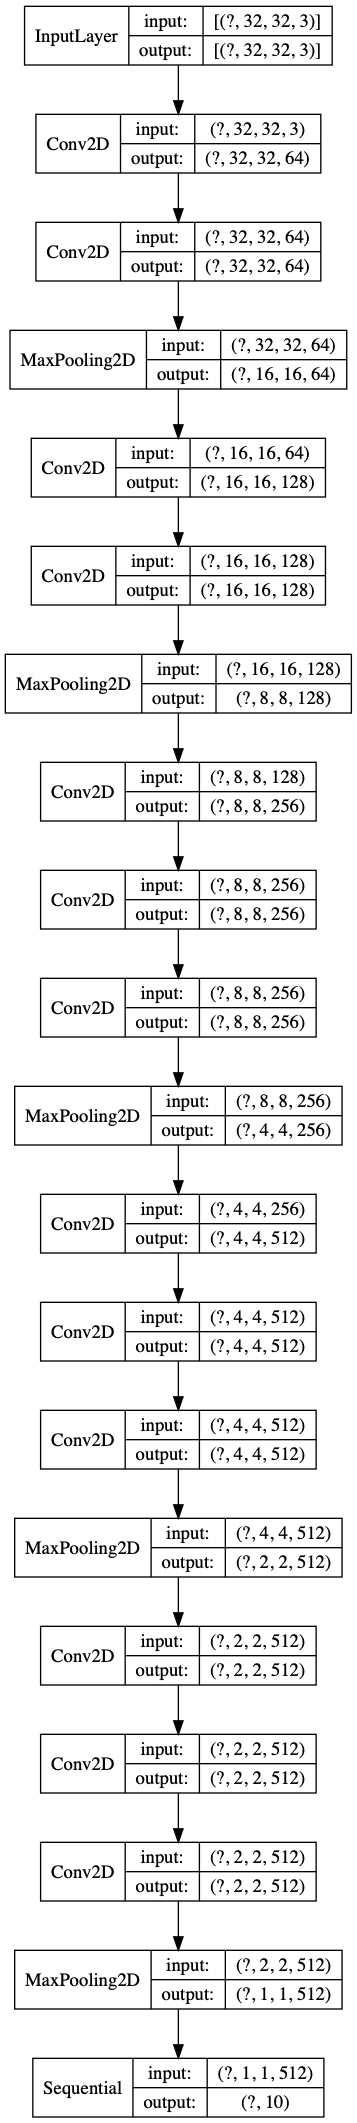 InputLayer input: [(?, 32, 32, 3)]
output: [(?, 32, 32, 3)]
Conv2D input: (?, 32, 32, 3)
output: (?, 32, 32, 64)
Conv2D input: (?, 32, 32, 64)
output: (?, 32, 32, 64)
MaxPooling2D input: (?, 32, 32, 64)
output: (?, 16, 16, 64)
Conv2D input: (?, 16, 16, 64)
output: (?, 16, 16, 128)
Conv2D input: (?, 16, 16, 128)
output: (?, 16, 16, 128)
MaxPooling2D input: (?, 16, 16, 128)
output: (?, 8, 8, 128)
Conv2D input: (?, 8, 8, 128)
output: (?, 8, 8, 256)
Conv2D input: (?, 8, 8, 256)
output: (?, 8, 8, 256)
Conv2D input: (?, 8, 8, 256)
output: (?, 8, 8, 256)
MaxPooling2D input: (?, 8, 8, 256)
output: (?, 4, 4, 256)
Conv2D input: (?, 4, 4, 256)
output: (?, 4, 4, 512)
Conv2D input: (?, 4, 4, 512)
output: (?, 4, 4, 512)
Conv2D input: (?, 4, 4, 512)
output: (?, 4, 4, 512)
MaxPooling2D input: (?, 4, 4, 512)
output: (?, 2, 2, 512)
Conv2D input: (?, 2, 2, 512)
output: (?, 2, 2, 512)
Conv2D input: (?, 2, 2, 512)
output: (?, 2, 2, 512)
Conv2D input: (?, 2, 2, 512)
output: (?, 2, 2, 512)
MaxPooling2D input: (?, 2, 2, 512)
output: (?, 1, 1, 512)
Sequential input: (?, 1, 1, 512)
output: (?, 10)